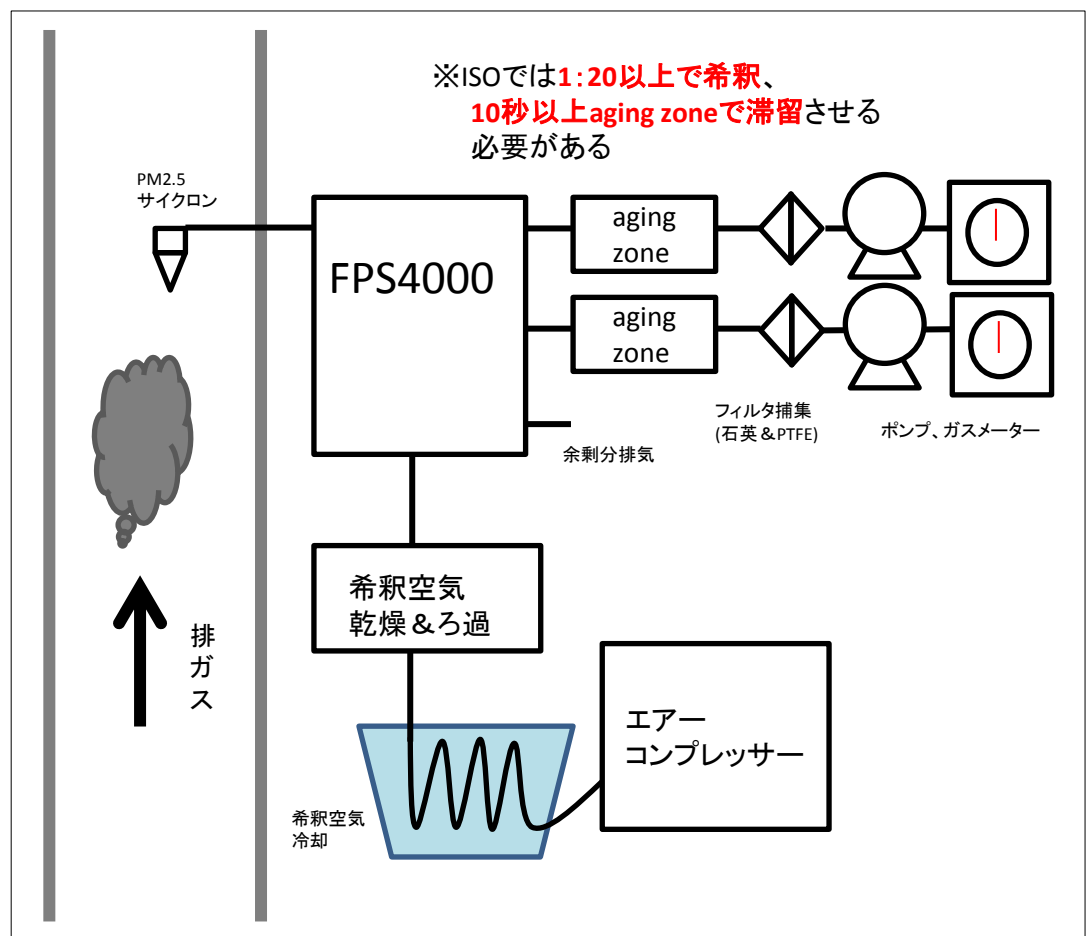 ※ISOでは1：20以上で希釈、
10秒以上aging zoneで滞留させる
必要がある
PM2.5
サイクロン
FPS4000
aging
zone
aging
zone
フィルタ捕集
(石英＆PTFE)
ポンプ、ガスメーター
余剰分排気
希釈空気
乾燥＆ろ過
排ガス
エアー
コンプレッサー
希釈空気
冷却